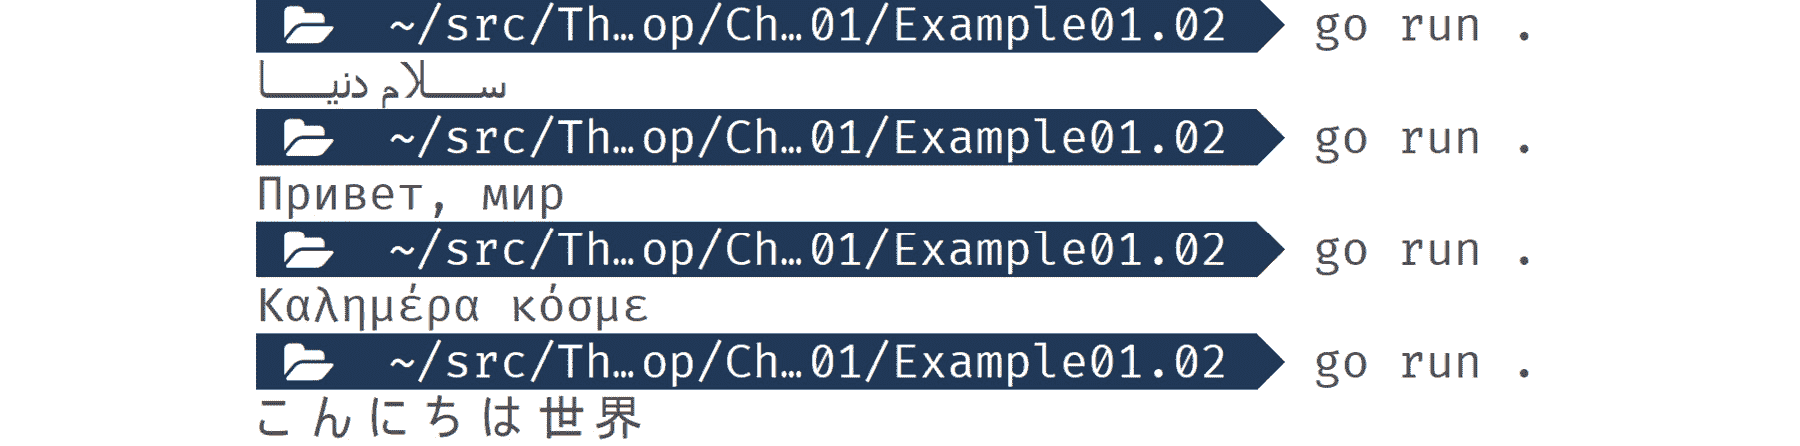 ~/src/Th…op/Ch…01/Example01.02 go run .
سلام دنیا
~/src/Th…op/Ch…01/Example01.02 go run .
Привет, мир
~/src/Th…op/Ch…01/Example01.02 go run .
Καλημέρα κόσμε
~/src/Th…op/Ch…01/Example01.02 go run .
こんにちは世界